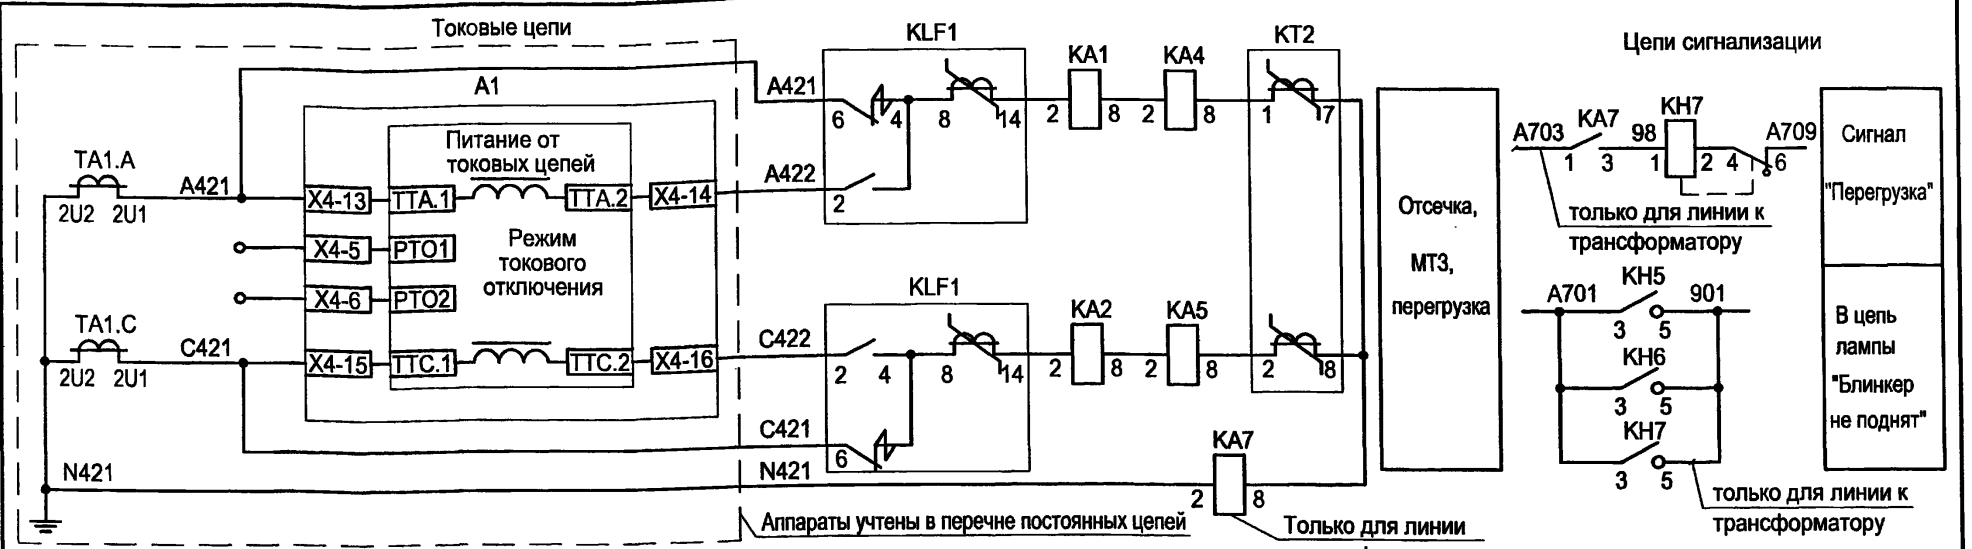 Токовые цепи
A1
TA1.A
2U2 2U1
A421
X4-13
TTA.1
Питание от
токовых цепей
TTA.2
X4-14
X4-5
PTO1
Режим
токового
отключения
X4-6
PTO2
TA1.C
2U2 2U1
C421
X4-15
TTC.1
TTC.2
X4-16
N421
A421
A422
KLF1
6 4 8 14
2
KA1
2 8
KA4
2 8
KT2
1 7
C422
KLF1
2 4 8 14
6
KA2
2 8
KA5
2 8
2 8
C421
N421
KA7
2 8
Аппараты учтены в перечне постоянных цепей
Только для линии
Отсечка,
МТЗ,
перегрузка
Цепи сигнализации
A703
KA7
1 3
98
KH7
1 2 4 6
A709
только для линии к
трансформатору
Сигнал
"Перегрузка"
A701
KH5
901
3 5
KH6
3 5
KH7
3 5
только для линии к
трансформатору
В цепь
лампы
"Блинкер
не поднят"